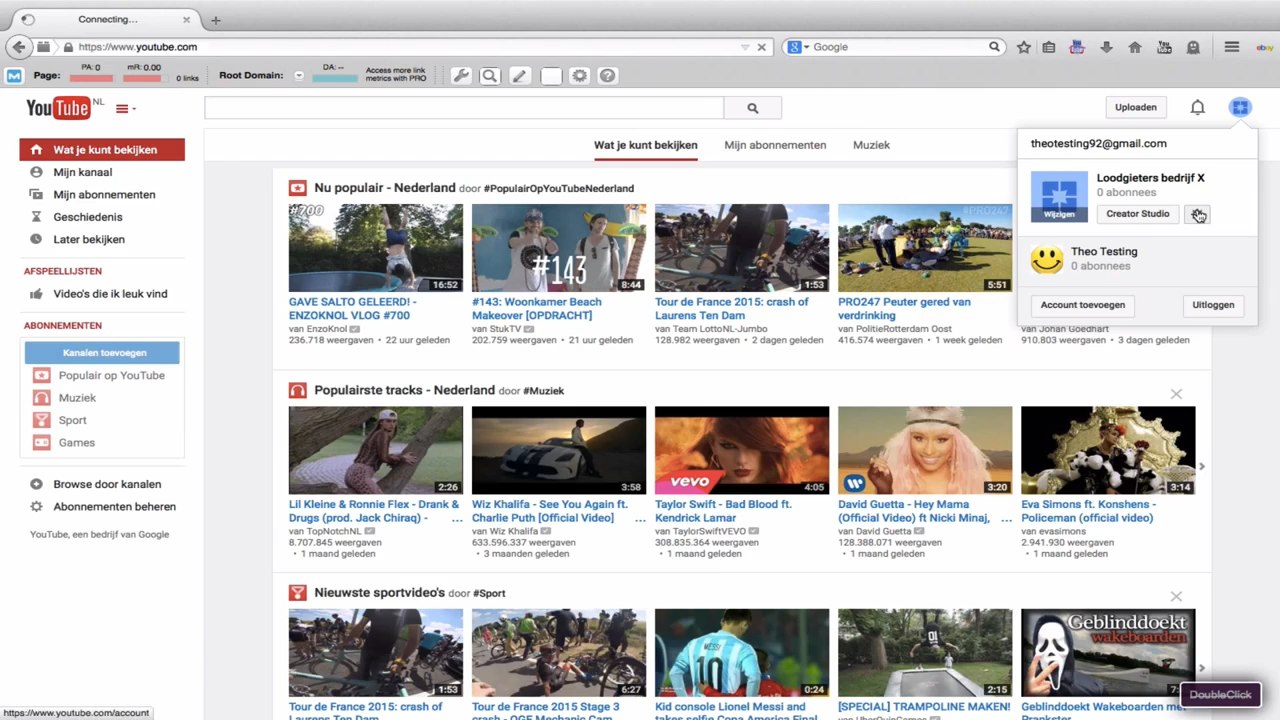 Connecting...
https://www.youtube.com
Google
Page:
PA: 0
mR: 0.00
0 links
Root Domain:
DA: --
Access more link
metrics with PRO
YouTube NL
Uploaden
Wat je kunt bekijken
Mijn kanaal
Mijn abonnementen
Geschiedenis
Later bekijken
AFSPEELLIJSTEN
Video's die ik leuk vind
ABONNEMENTEN
Kanalen toevoegen
Populair op YouTube
Muziek
Sport
Games
Browse door kanalen
Abonnementen beheren
YouTube, een bedrijf van Google
Wat je kunt bekijken
Mijn abonnementen
Muziek
theotesting92@gmail.com
Loodgieters bedrijf X
0 abonnees
Wijzigen
Creator Studio
Theo Testing
0 abonnees
Account toevoegen
Uitloggen
Nu populair - Nederland door #PopulairOpYouTubeNederland
#700
16:52
GAVE SALTO GELEERD! -
ENZOKNOL VLOG #700
van EnzoKnol
236.718 weergaven • 22 uur geleden
#143
8:44
#143: Woonkamer Beach
Makeover [OPDRACHT]
van StukTV
202.759 weergaven • 21 uur geleden
1:53
Tour de France 2015: crash of
Laurens Ten Dam
van Team LottoNL-Jumbo
128.982 weergaven • 2 dagen geleden
#PRO247
5:51
PRO247 Peuter gered van
verdrinking
van PolitieRotterdam Oost
416.574 weergaven • 1 week geleden
van Johan Goedhart
910.803 weergaven • 3 dagen geleden
Populairste tracks - Nederland door #Muziek
2:26
Lil Kleine & Ronnie Flex - Drank &
Drugs (prod. Jack Chiraq) - ...
van TopNotchNL
8.707.845 weergaven
• 1 maand geleden
3:58
Wiz Khalifa - See You Again ft.
Charlie Puth [Official Video] ...
van Wiz Khalifa
633.596.337 weergaven
• 3 maanden geleden
vevo
4:05
Taylor Swift - Bad Blood ft.
Kendrick Lamar
van TaylorSwiftVEVO
308.835.364 weergaven
• 1 maand geleden
3:20
David Guetta - Hey Mama
(Official Video) ft Nicki Minaj, ...
van David Guetta
128.388.071 weergaven
• 1 maand geleden
3:14
Eva Simons ft. Konshens -
Policeman (official video)
van evasimons
2.941.930 weergaven
• 1 maand geleden
Nieuwste sportvideo's door #Sport
1:53
Tour de France 2015: crash of
Laurens Ten Dam
6:27
Tour de France 2015 Stage 3
MESSI
10
0:24
Kid console Lionel Messi and
takes selfie Copa America Final
2:15
[SPECIAL] TRAMPOLINE MAKEN!
Geblinddoekt
wakeboarden
Geblinddoekt Wakeboarden met
Prankster
DoubleClick
https://www.youtube.com/account